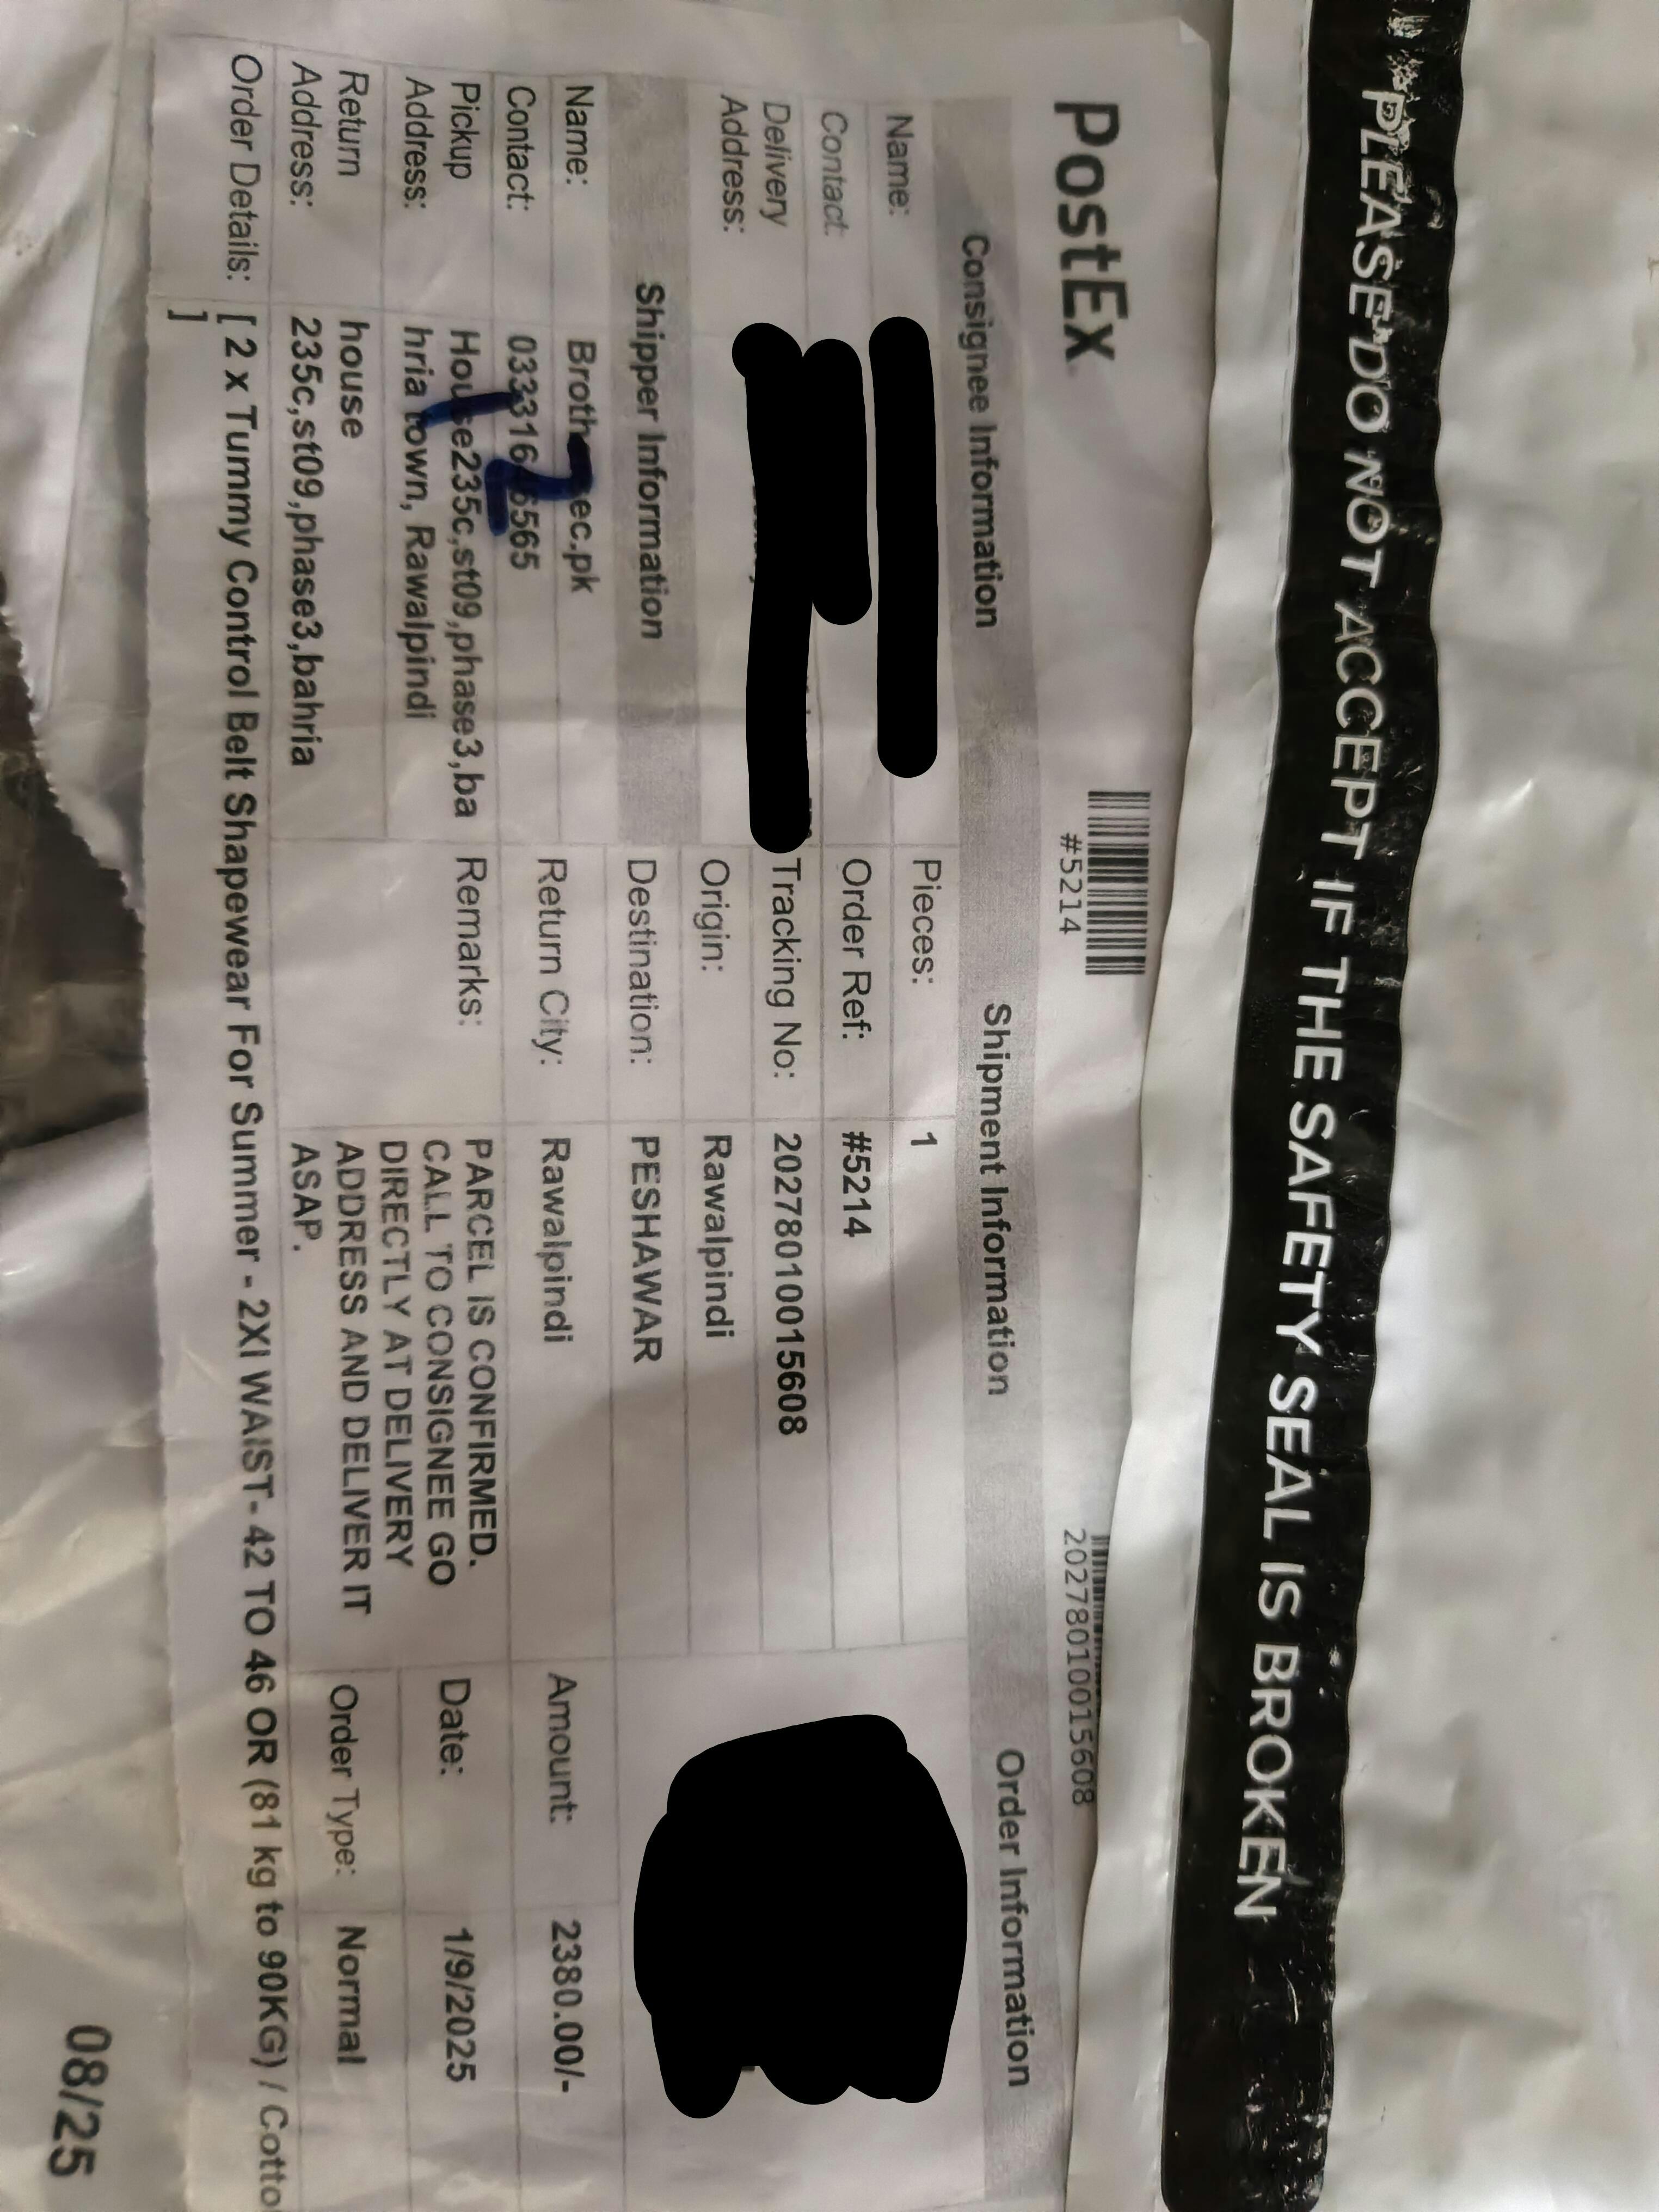 PLEASE DO NOT ACCEPT IF THE SAFETY SEAL IS BROKEN
PostEx
#5214
20278010015608
Consignee Information
Shipment Information
Order Information
Name:
Pieces: 1
Contact:
Order Ref: #5214
Delivery
Address:
Tracking No: 20278010015608
Origin: Rawalpindi
Shipper Information
Destination: PESHAWAR
Name:
ec.pk
Return City: Rawalpindi
Amount: 2380.00/-
Contact:
Pickup
Address:
House235c,st09,phase3,ba
hria town, Rawalpindi
Remarks:
PARCEL IS CONFIRMED.
CALL TO CONSIGNEE GO
DIRECTLY AT DELIVERY
ADDRESS AND DELIVER IT
ASAP.
Date: 1/9/2025
Return
Address:
house
235c,st09,phase3,bahria
Order Type: Normal
Order Details: [ 2 x Tummy Control Belt Shapewear For Summer - 2Xl WAIST- 42 TO 46 OR (81 kg to 90KG) / Cotto
]
08/25